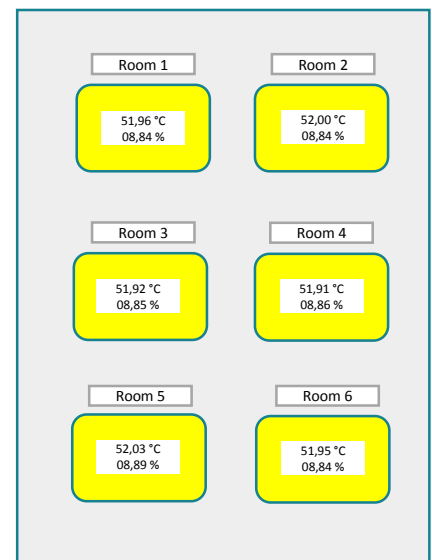 Room 1
51,96 °C
08,84 %
Room 2
52,00 °C
08,84 %
Room 3
51,92 °C
08,85 %
Room 4
51,91 °C
08,86 %
Room 5
52,03 °C
08,89 %
Room 6
51,95 °C
08,84 %